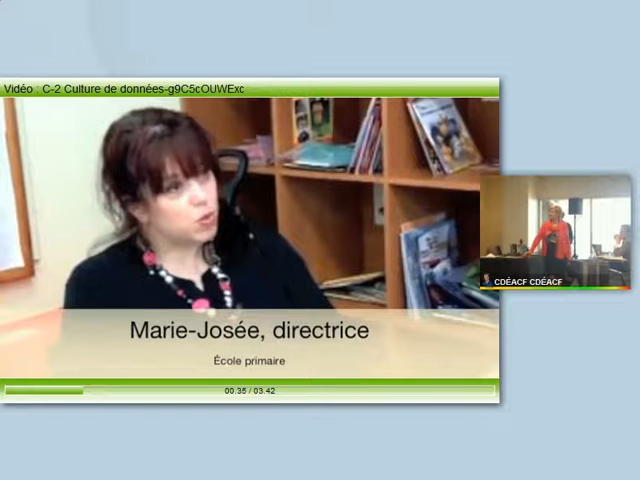 Vidéo : C-2 Culture de données-g9C5cOUWExc
Marie-Josée, directrice
École primaire
00.35 / 03.42
CDÉACF CDÉACF